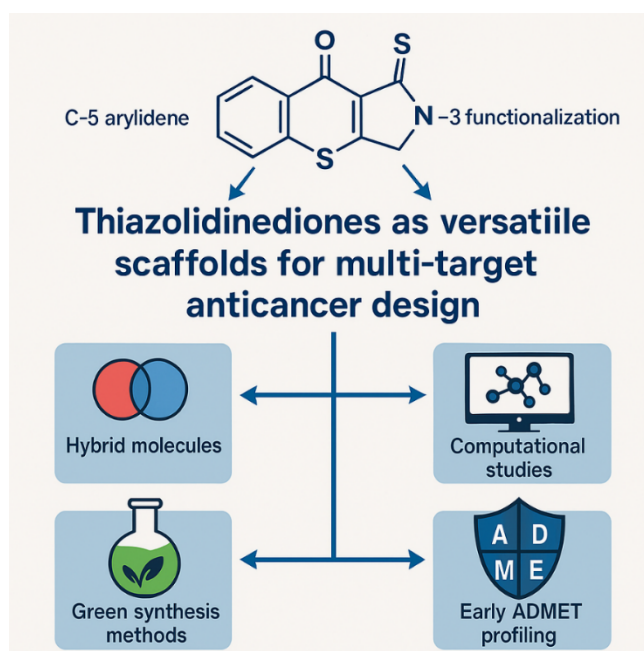 O
S
C-5 arylidene
N
–3 functionalization
S
Thiazolidinediones as versatiile
scaffolds for multi-target
anticancer design
Hybrid molecules
Computational
studies
A D
M E
Green synthesis
methods
Early ADMET
profiling